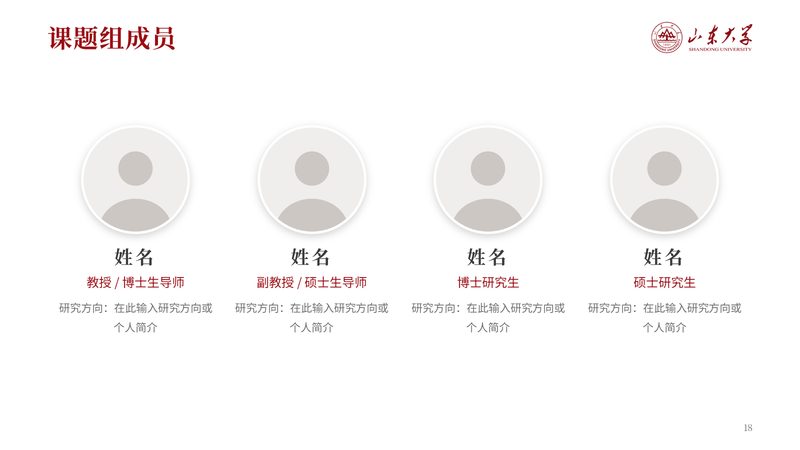 课题组成员
山东大学
SHANDONG UNIVERSITY
姓名
教授 / 博士生导师
研究方向：在此输入研究方向或
个人简介
姓名
副教授 / 硕士生导师
研究方向：在此输入研究方向或
个人简介
姓名
博士研究生
研究方向：在此输入研究方向或
个人简介
姓名
硕士研究生
研究方向：在此输入研究方向或
个人简介
18